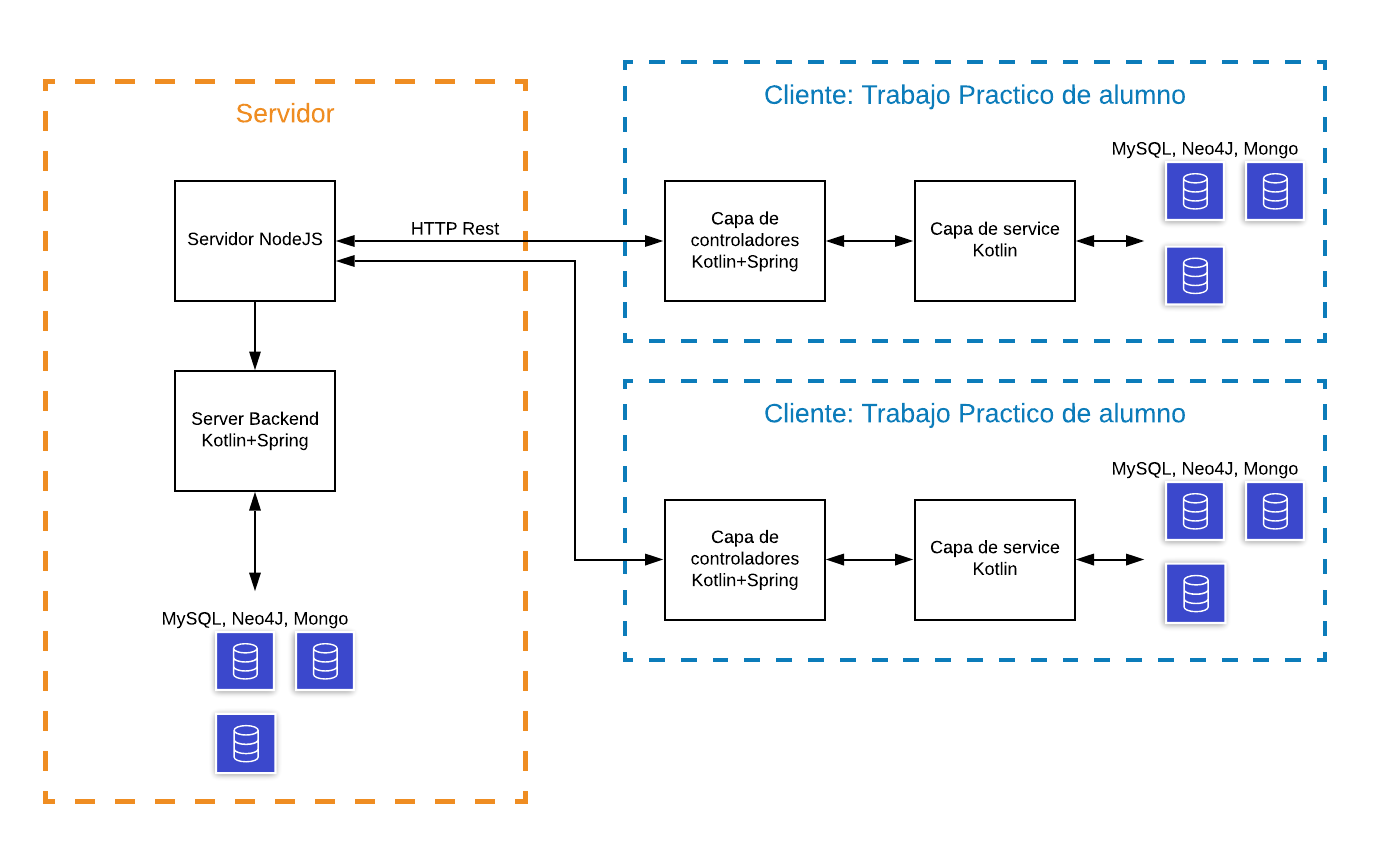 Servidor
Servidor NodeJS
HTTP Rest
Server Backend
Kotlin+Spring
MySQL, Neo4J, Mongo
Cliente: Trabajo Practico de alumno
MySQL, Neo4J, Mongo
Capa de
controladores
Kotlin+Spring
Capa de service
Kotlin
Cliente: Trabajo Practico de alumno
MySQL, Neo4J, Mongo
Capa de
controladores
Kotlin+Spring
Capa de service
Kotlin